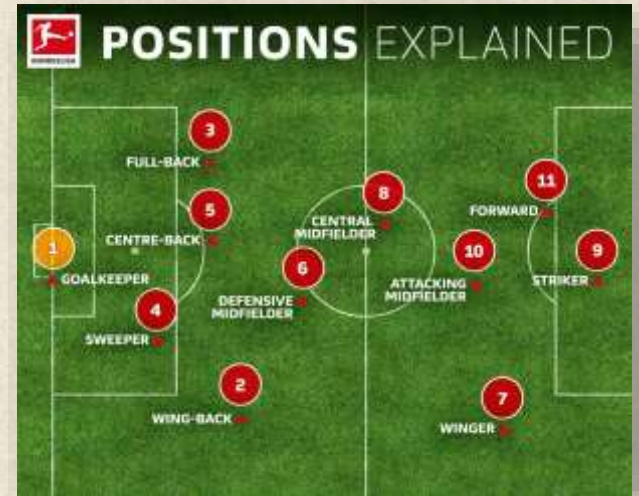 BUNDESLIGA
POSITIONS EXPLAINED
3
FULL-BACK
5
CENTRE-BACK
1
GOALKEEPER
4
SWEEPER
2
WING-BACK
8
CENTRAL
MIDFIELDER
6
DEFENSIVE
MIDFIELDER
11
FORWARD
10
ATTACKING
MIDFIELDER
9
STRIKER
7
WINGER